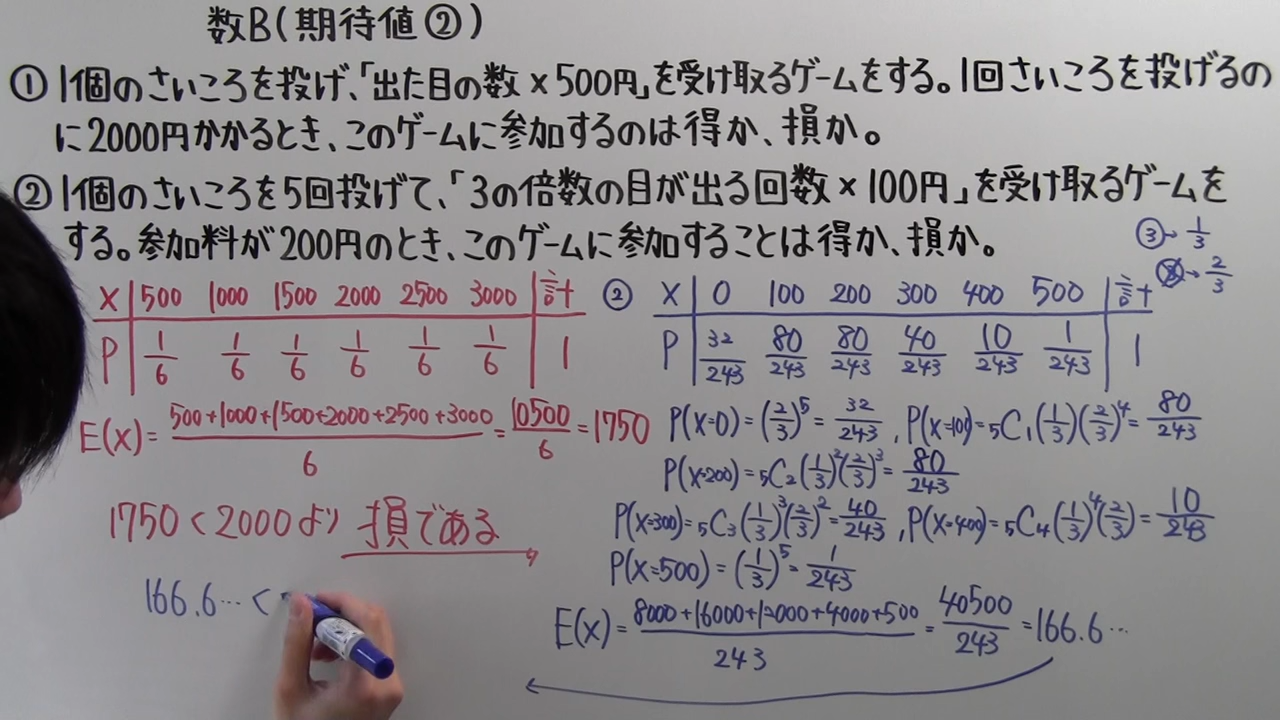 数B(期待値②)
① 1個のさいころを投げ、「出た目の数×500円」を受け取るゲームをする。1回さいころを投げるの
に2000円かかるとき、このゲームに参加するのは得か、損か。
② 1個のさいころを5回投げて、「3の倍数の目が出る回数×100円」を受け取るゲームを
する。参加料が200円のとき、このゲームに参加することは得か、損か。
③→ 1/3
→ 2/3
X 500 1000 1500 2000 2500 3000 計
P 1/6 1/6 1/6 1/6 1/6 1/6 1
E(X)= (500+1000+1500+2000+2500+3000)/6 = 10500/6 = 1750
1750<2000より 損である
166.6… <
② X 0 100 200 300 400 500 計
P 32/243 80/243 80/243 40/243 10/243 1/243 1
P(X=0)=(2/3)^5= 32/243 , P(X=100)=₅C₁(1/3)(2/3)^4= 80/243
P(X=200)=₅C₂(1/3)^2(2/3)^3= 80/243
P(X=300)=₅C₃(1/3)^3(2/3)^2= 40/243 , P(X=400)=₅C₄(1/3)^4(2/3)= 10/243
P(X=500)=(1/3)^5= 1/243
E(X)= (8000+16000+12000+4000+500)/243 = 40500/243 =166.6…